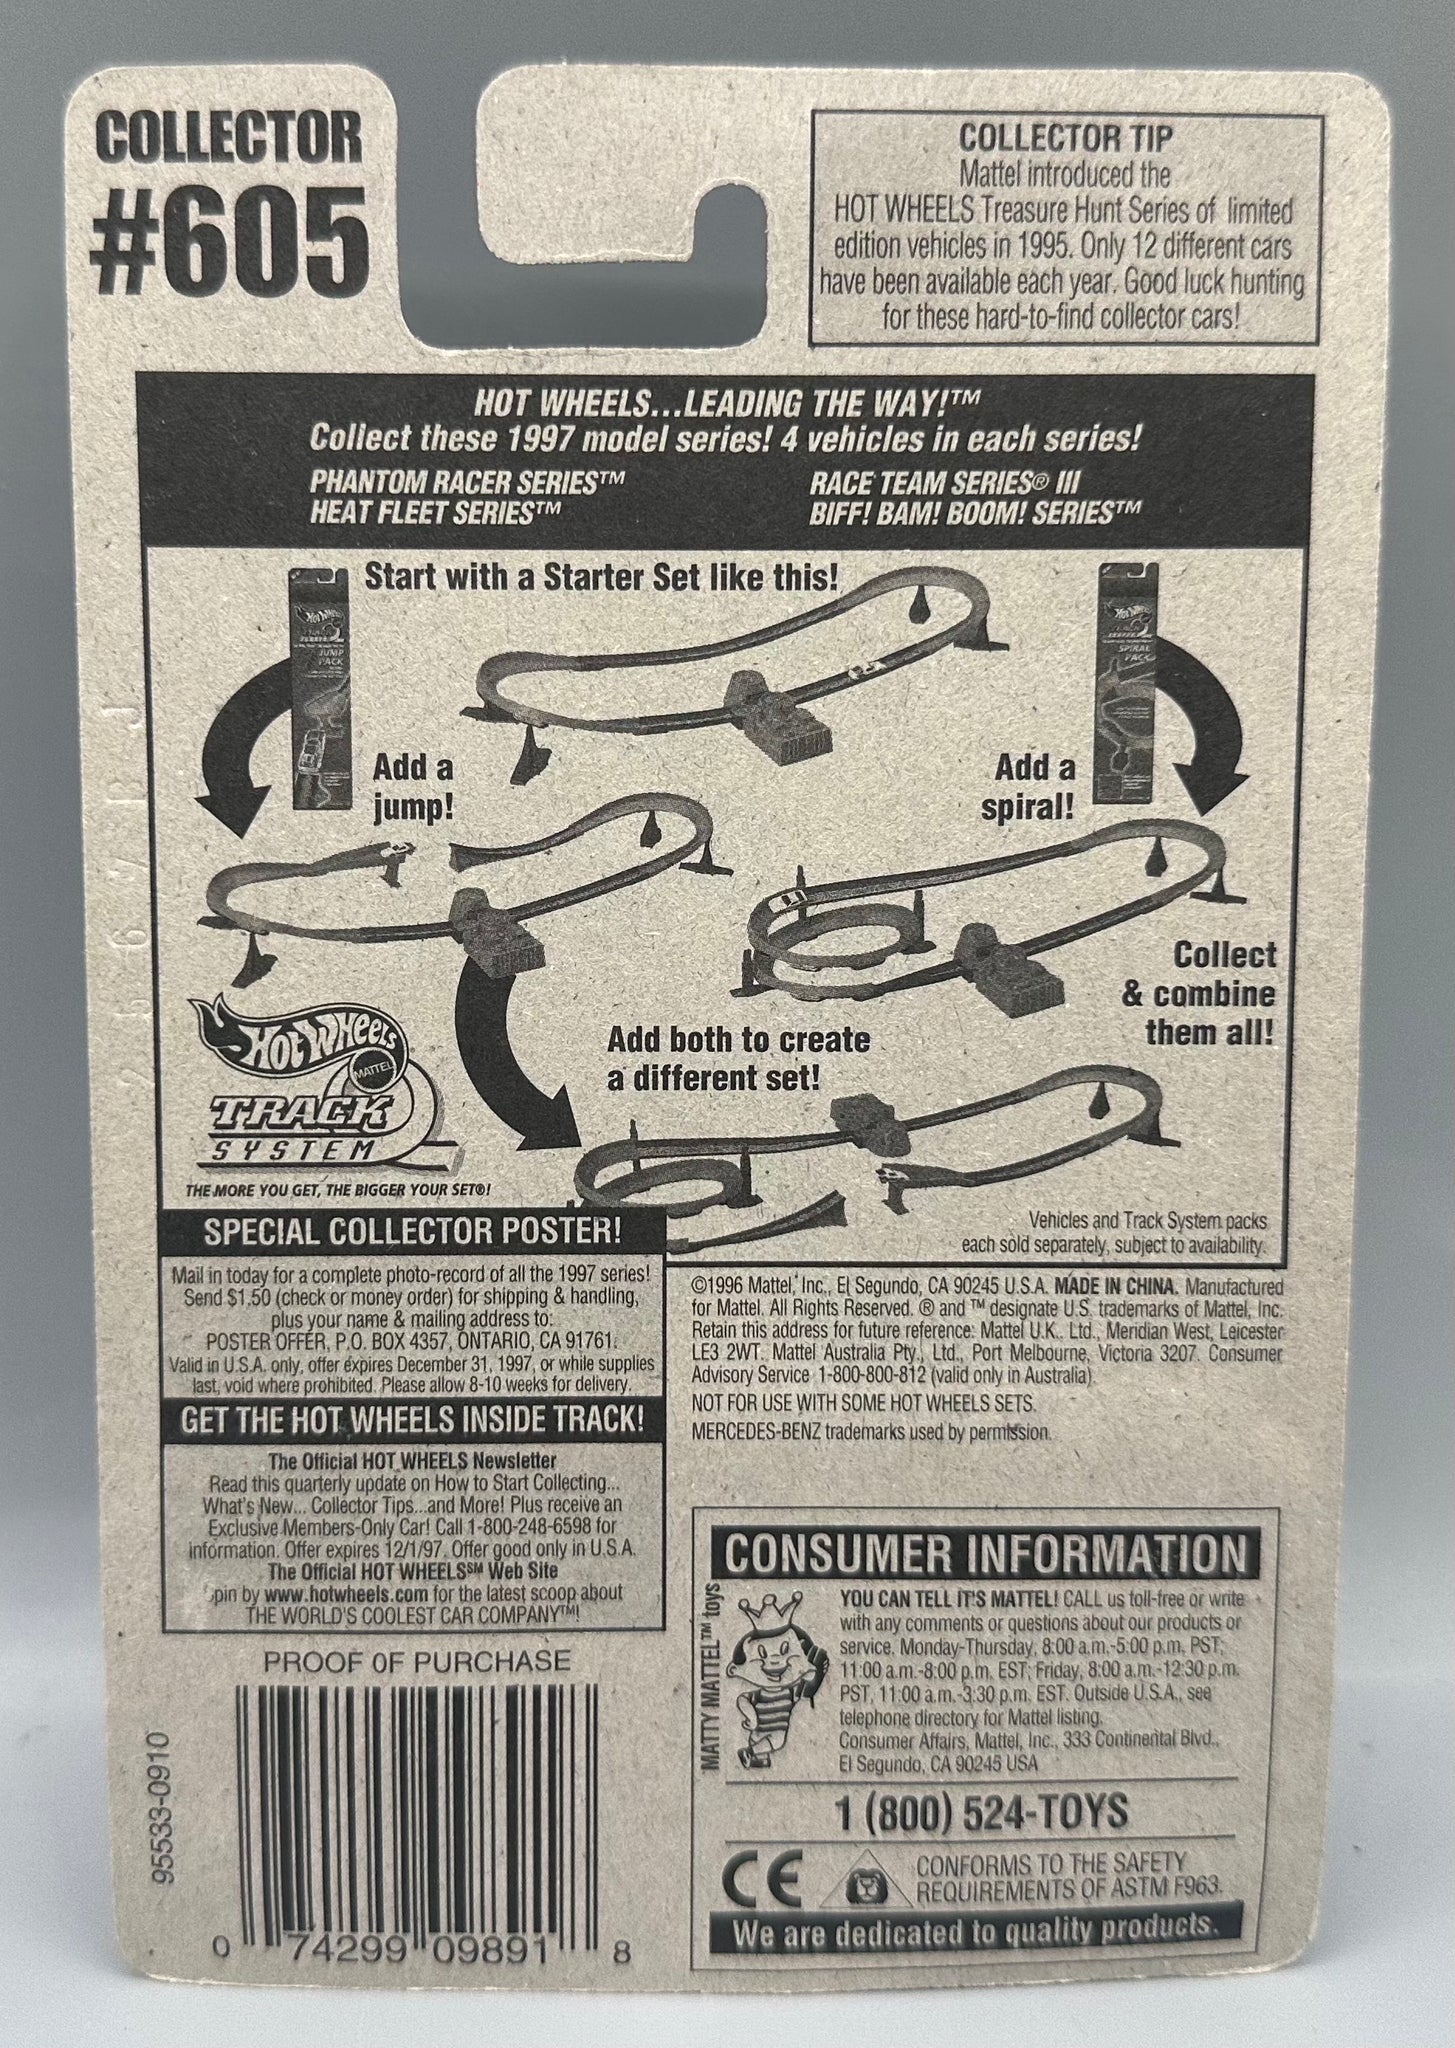 COLLECTOR
#605
COLLECTOR TIP
Mattel introduced the
HOT WHEELS Treasure Hunt Series of limited
edition vehicles in 1995. Only 12 different cars
have been available each year. Good luck hunting
for these hard-to-find collector cars!
HOT WHEELS...LEADING THE WAY!™
Collect these 1997 model series! 4 vehicles in each series!
PHANTOM RACER SERIES™
HEAT FLEET SERIES™
RACE TEAM SERIES® III
BIFF! BAM! BOOM! SERIES™
Start with a Starter Set like this!
Hot Wheels
JUMP
PACK
Hot Wheels
SPIRAL
PACK
Add a
jump!
Add a
spiral!
Collect
& combine
them all!
Add both to create
a different set!
Hot Wheels
MATTEL
TRACK
SYSTEM
THE MORE YOU GET, THE BIGGER YOUR SET®!
Vehicles and Track System packs
each sold separately, subject to availability.
SPECIAL COLLECTOR POSTER!
Mail in today for a complete photo-record of all the 1997 series!
Send $1.50 (check or money order) for shipping & handling,
plus your name & mailing address to:
POSTER OFFER, P.O. BOX 4357, ONTARIO, CA 91761.
Valid in U.S.A. only, offer expires December 31, 1997, or while supplies
last, void where prohibited. Please allow 8-10 weeks for delivery.
GET THE HOT WHEELS INSIDE TRACK!
The Official HOT WHEELS Newsletter
Read this quarterly update on How to Start Collecting...
What's New... Collector Tips...and More! Plus receive an
Exclusive Members-Only Car! Call 1-800-248-6598 for
information. Offer expires 12/1/97. Offer good only in U.S.A.
The Official HOT WHEELS℠ Web Site
pin by www.hotwheels.com for the latest scoop about
THE WORLD'S COOLEST CAR COMPANY™!
©1996 Mattel, Inc., El Segundo, CA 90245 U.S.A. MADE IN CHINA. Manufactured
for Mattel. All Rights Reserved. ® and ™ designate U.S. trademarks of Mattel, Inc.
Retain this address for future reference: Mattel U.K.. Ltd., Meridian West, Leicester
LE3 2WT. Mattel Australia Pty., Ltd., Port Melbourne, Victoria 3207. Consumer
Advisory Service 1-800-800-812 (valid only in Australia).
NOT FOR USE WITH SOME HOT WHEELS SETS.
MERCEDES-BENZ trademarks used by permission.
PROOF OF PURCHASE
95533-0910
0 74299 09891 8
CONSUMER INFORMATION
MATTY MATTEL™ toys
YOU CAN TELL IT'S MATTEL! CALL us toll-free or write
with any comments or questions about our products or
service. Monday-Thursday, 8:00 a.m.-5:00 p.m. PST;
11:00 a.m.-8:00 p.m. EST; Friday, 8:00 a.m.-12:30 p.m.
PST, 11:00 a.m.-3:30 p.m. EST. Outside U.S.A., see
telephone directory for Mattel listing.
Consumer Affairs, Mattel, Inc., 333 Continental Blvd.,
El Segundo, CA 90245 USA
1 (800) 524-TOYS
CE
CONFORMS TO THE SAFETY
REQUIREMENTS OF ASTM F963.
We are dedicated to quality products.